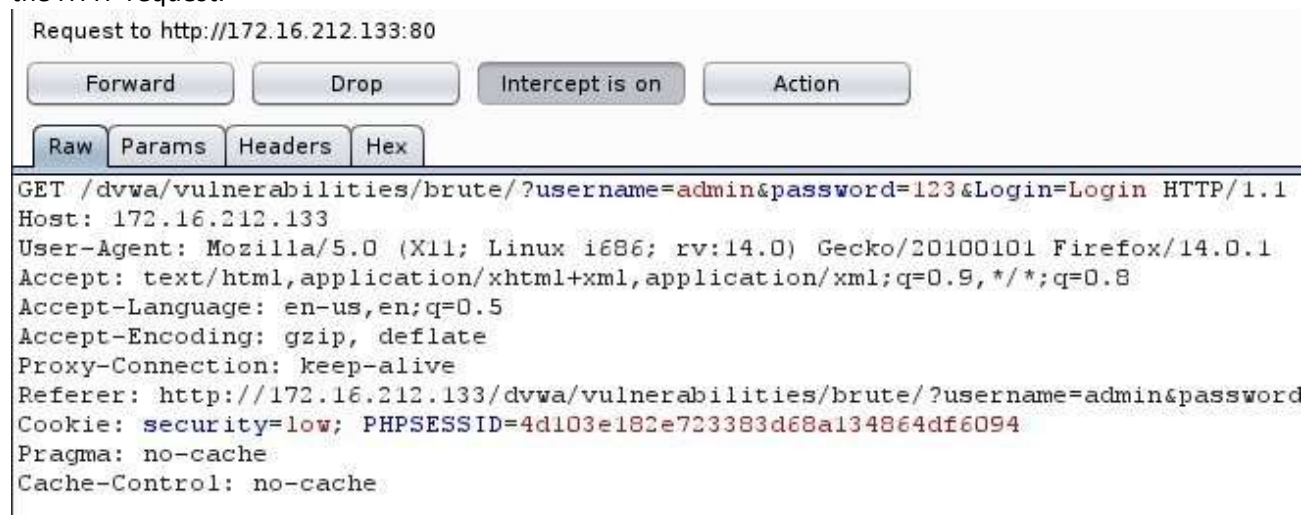 Request to http://172.16.212.133:80
Forward Drop Intercept is on Action
Raw Params Headers Hex
GET /dvwa/vulnerabilities/brute/?username=admin&password=123&Login=Login HTTP/1.1
Host: 172.16.212.133
User-Agent: Mozilla/5.0 (X11; Linux i686; rv:14.0) Gecko/20100101 Firefox/14.0.1
Accept: text/html,application/xhtml+xml,application/xml;q=0.9,*/*;q=0.8
Accept-Language: en-us,en;q=0.5
Accept-Encoding: gzip, deflate
Proxy-Connection: keep-alive
Referer: http://172.16.212.133/dvwa/vulnerabilities/brute/?username=admin&password
Cookie: security=low; PHPSESSID=4d103e182e723383d68a134864df6094
Pragma: no-cache
Cache-Control: no-cache